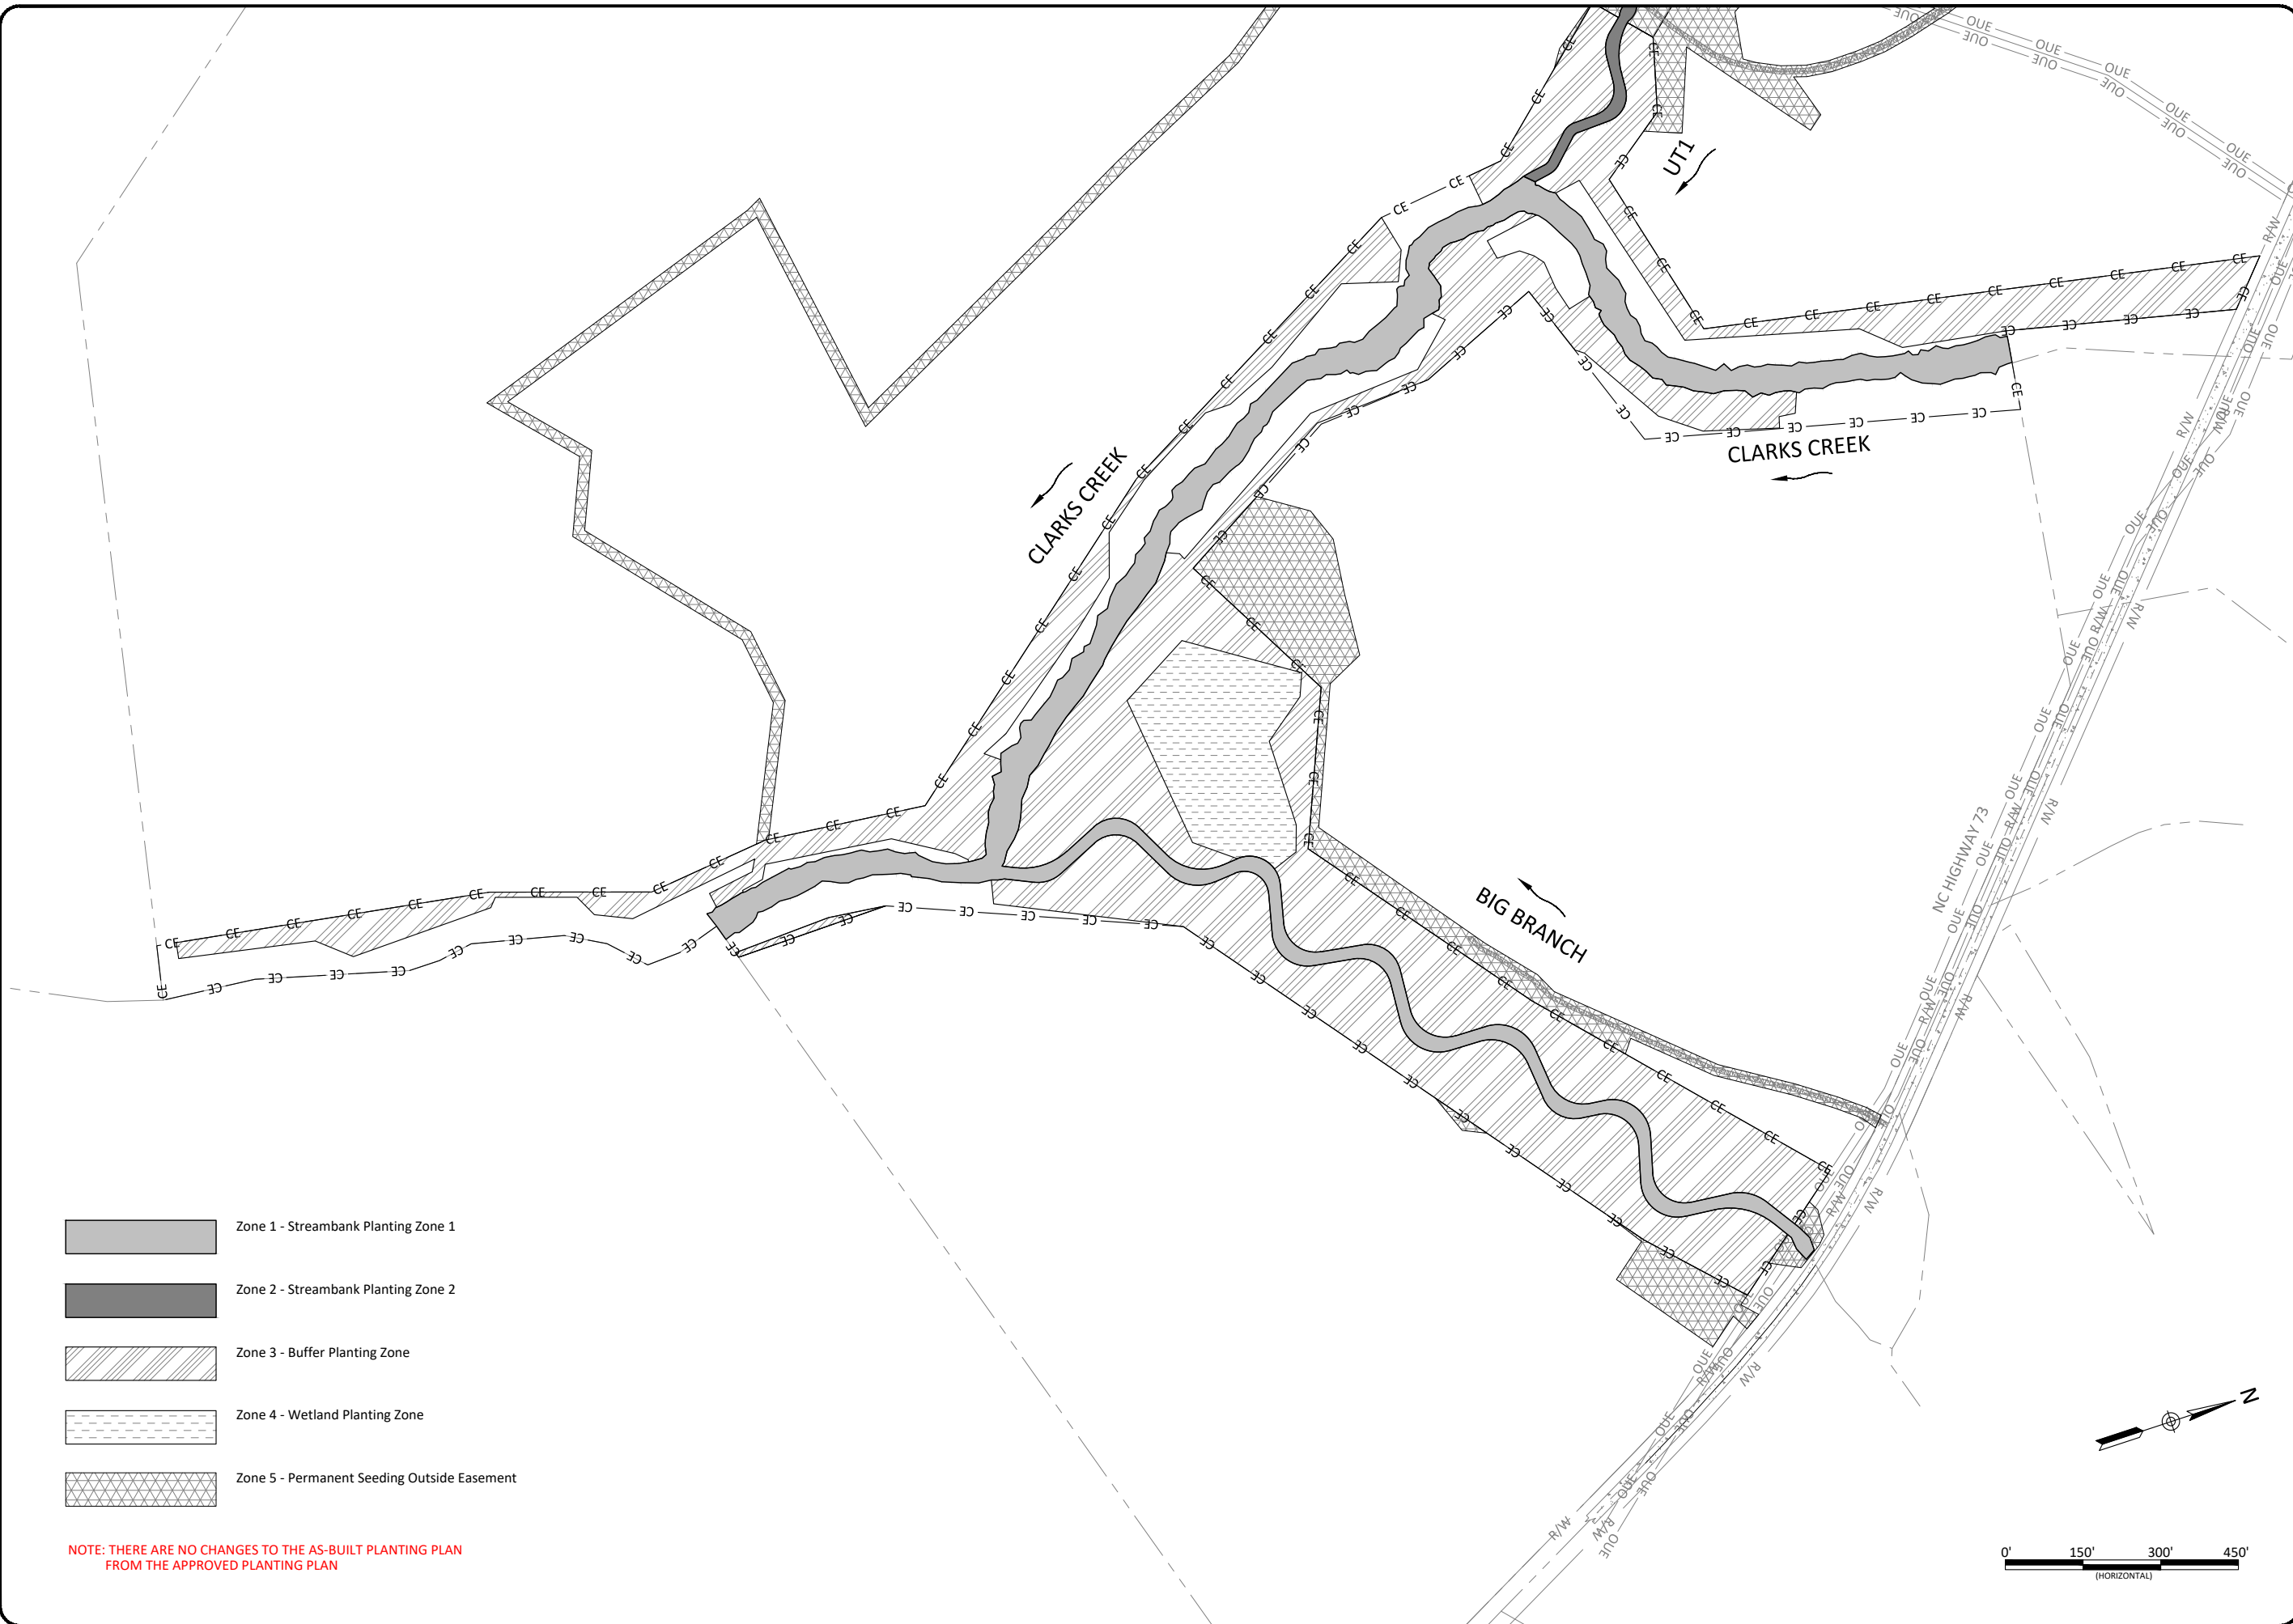 UT1
CLARKS CREEK
CLARKS CREEK
BIG BRANCH
NC HIGHWAY 73
CE
OUE
R/W
Zone 1 - Streambank Planting Zone 1
Zone 2 - Streambank Planting Zone 2
Zone 3 - Buffer Planting Zone
Zone 4 - Wetland Planting Zone
Zone 5 - Permanent Seeding Outside Easement
NOTE: THERE ARE NO CHANGES TO THE AS-BUILT PLANTING PLAN
FROM THE APPROVED PLANTING PLAN
N
0' 150' 300' 450'
(HORIZONTAL)